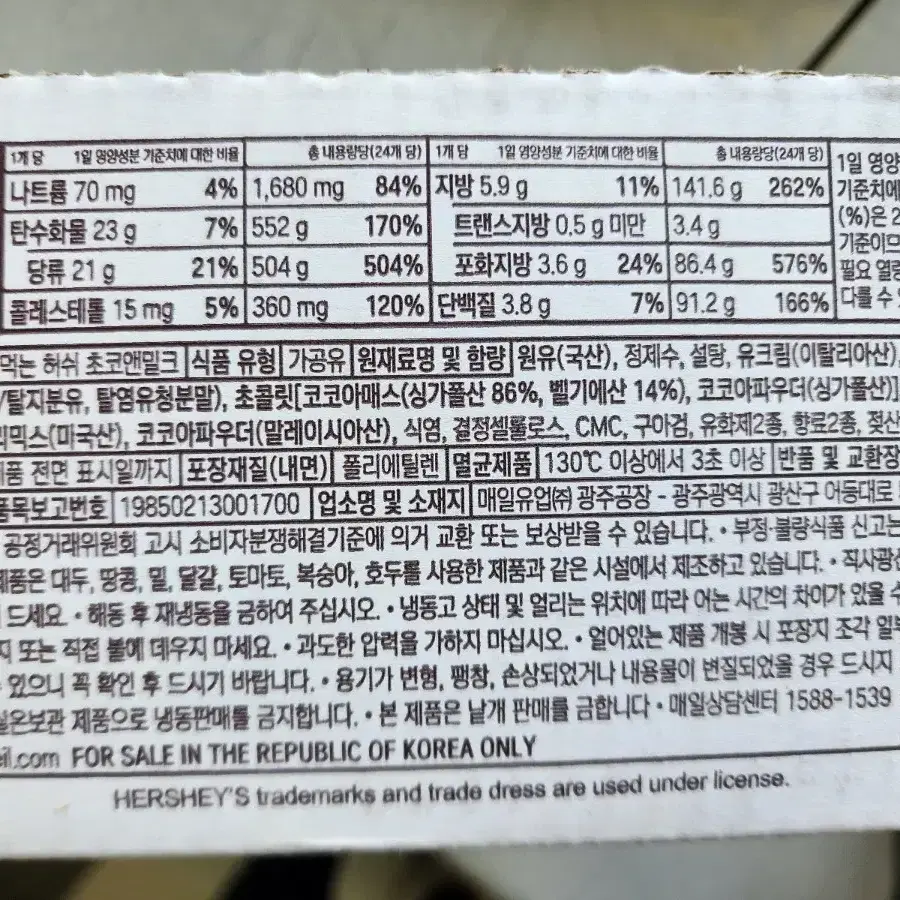 1개 당 1일 영양성분 기준치에 대한 비율 총 내용량당(24개 당) 1개 당 1일 영양성분 기준치에 대한 비율 총 내용량당(24개 당) 1일 영양
나트륨 70 mg 4% 1,680 mg 84% 지방 5.9 g 11% 141.6 g 262% 기준치에
탄수화물 23 g 7% 552 g 170% 트랜스지방 0.5 g 미만 3.4 g (%)은 2
기준이므
당류 21 g 21% 504 g 504% 포화지방 3.6 g 24% 86.4 g 576% 필요 열량
콜레스테롤 15 mg 5% 360 mg 120% 단백질 3.8 g 7% 91.2 g 166% 다를 수
먹는 허쉬 초코앤밀크 식품 유형 가공유 원재료명 및 함량 원유(국산), 정제수, 설탕, 유크림(이탈리아산),
/탈지분유, 탈염유청분말), 초콜릿[코코아매스(싱가폴산 86%, 벨기에산 14%), 코코아파우더(싱가폴산)]
믹스(미국산), 코코아파우더(말레이시아산), 식염, 결정셀룰로스, CMC, 구아검, 유화제2종, 향료2종, 젖산
품 전면 표시일까지 포장재질(내면) 폴리에틸렌 멸균제품 130℃ 이상에서 3초 이상 반품 및 교환장
품목보고번호 19850213001700 업소명 및 소재지 매일유업㈜ 광주공장 - 광주광역시 광산구 어등대로
공정거래위원회 고시 소비자분쟁해결기준에 의거 교환 또는 보상받을 수 있습니다. • 부정·불량식품 신고는
제품은 대두, 땅콩, 밀, 달걀, 토마토, 복숭아, 호두를 사용한 제품과 같은 시설에서 제조하고 있습니다. • 직사광선
드세요 • 해동 후 재냉동을 금하여 주십시오. • 냉동고 상태 및 얼리는 위치에 따라 어는 시간의 차이가 있을 수
지 또는 직접 불에 데우지 마세요. • 과도한 압력을 가하지 마십시오. • 얼어있는 제품 개봉 시 포장지 조각 일부
있으니 꼭 확인 후 드시기 바랍니다. • 용기가 변형, 팽창, 손상되었거나 내용물이 변질되었을 경우 드시지
실온보관 제품으로 냉동판매를 금지합니다. • 본 제품은 낱개 판매를 금합니다 • 매일상담센터 1588-1539
eil.com FOR SALE IN THE REPUBLIC OF KOREA ONLY
HERSHEY'S trademarks and trade dress are used under license.